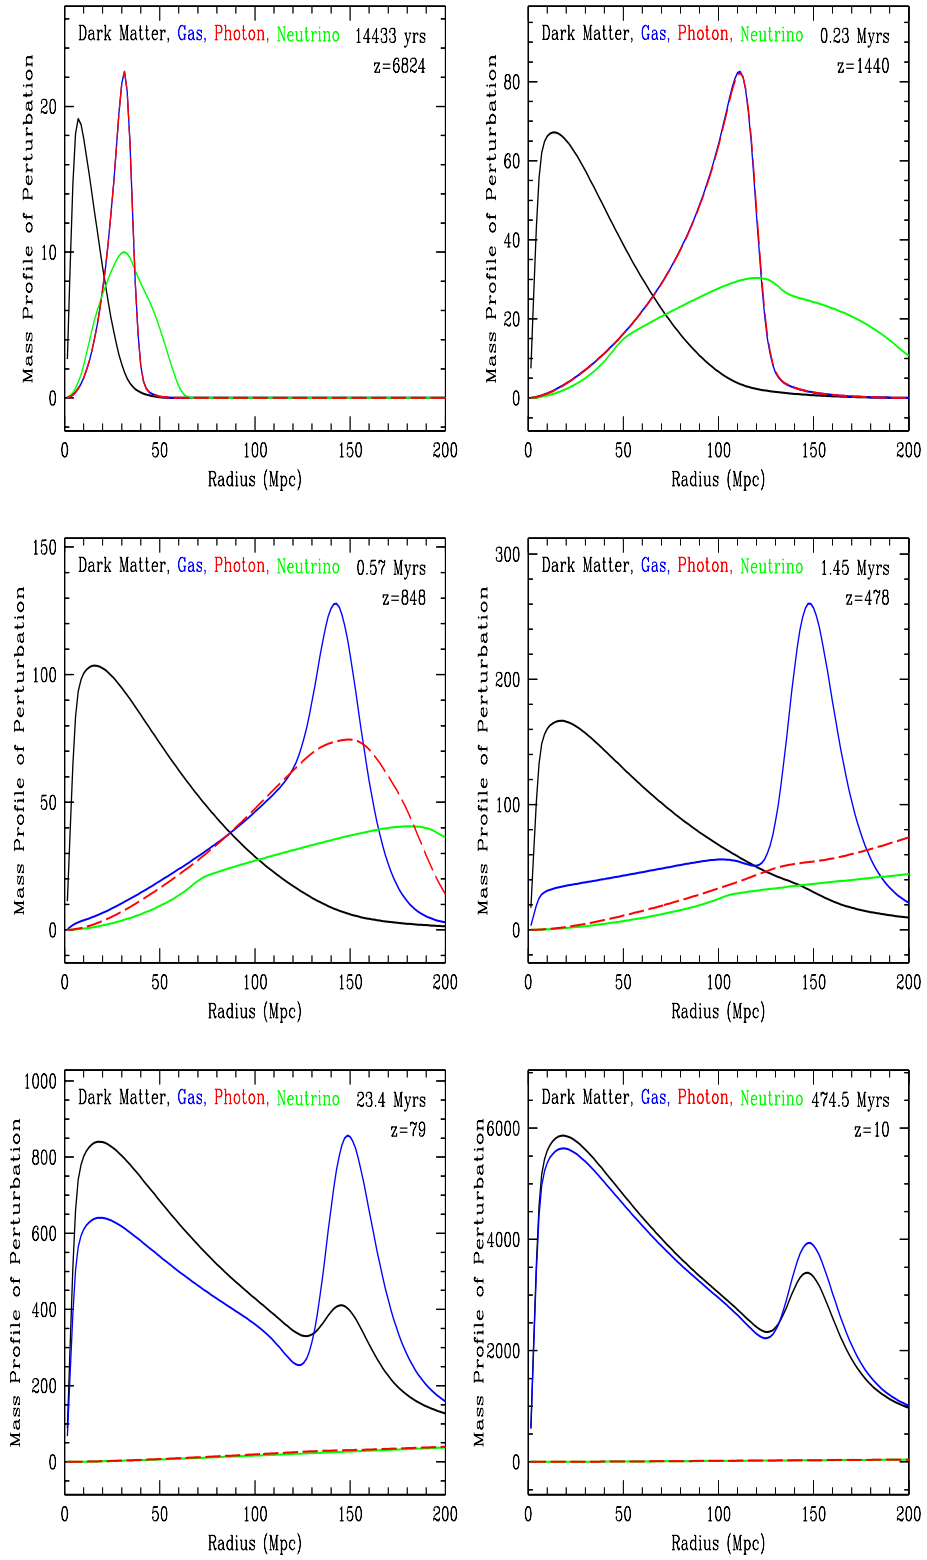 Dark Matter, Gas, Photon, Neutrino 14433 yrs
z=6824
20
10
0
Mass Profile of Perturbation
0 50 100 150 200
Radius (Mpc)
Dark Matter, Gas, Photon, Neutrino 0.23 Myrs
z=1440
80
60
40
20
0
Mass Profile of Perturbation
0 50 100 150 200
Radius (Mpc)
Dark Matter, Gas, Photon, Neutrino 0.57 Myrs
z=848
150
100
50
0
Mass Profile of Perturbation
0 50 100 150 200
Radius (Mpc)
Dark Matter, Gas, Photon, Neutrino 1.45 Myrs
z=478
300
200
100
0
Mass Profile of Perturbation
0 50 100 150 200
Radius (Mpc)
Dark Matter, Gas, Photon, Neutrino 23.4 Myrs
z=79
1000
800
600
400
200
0
Mass Profile of Perturbation
0 50 100 150 200
Radius (Mpc)
Dark Matter, Gas, Photon, Neutrino 474.5 Myrs
z=10
6000
4000
2000
0
Mass Profile of Perturbation
0 50 100 150 200
Radius (Mpc)